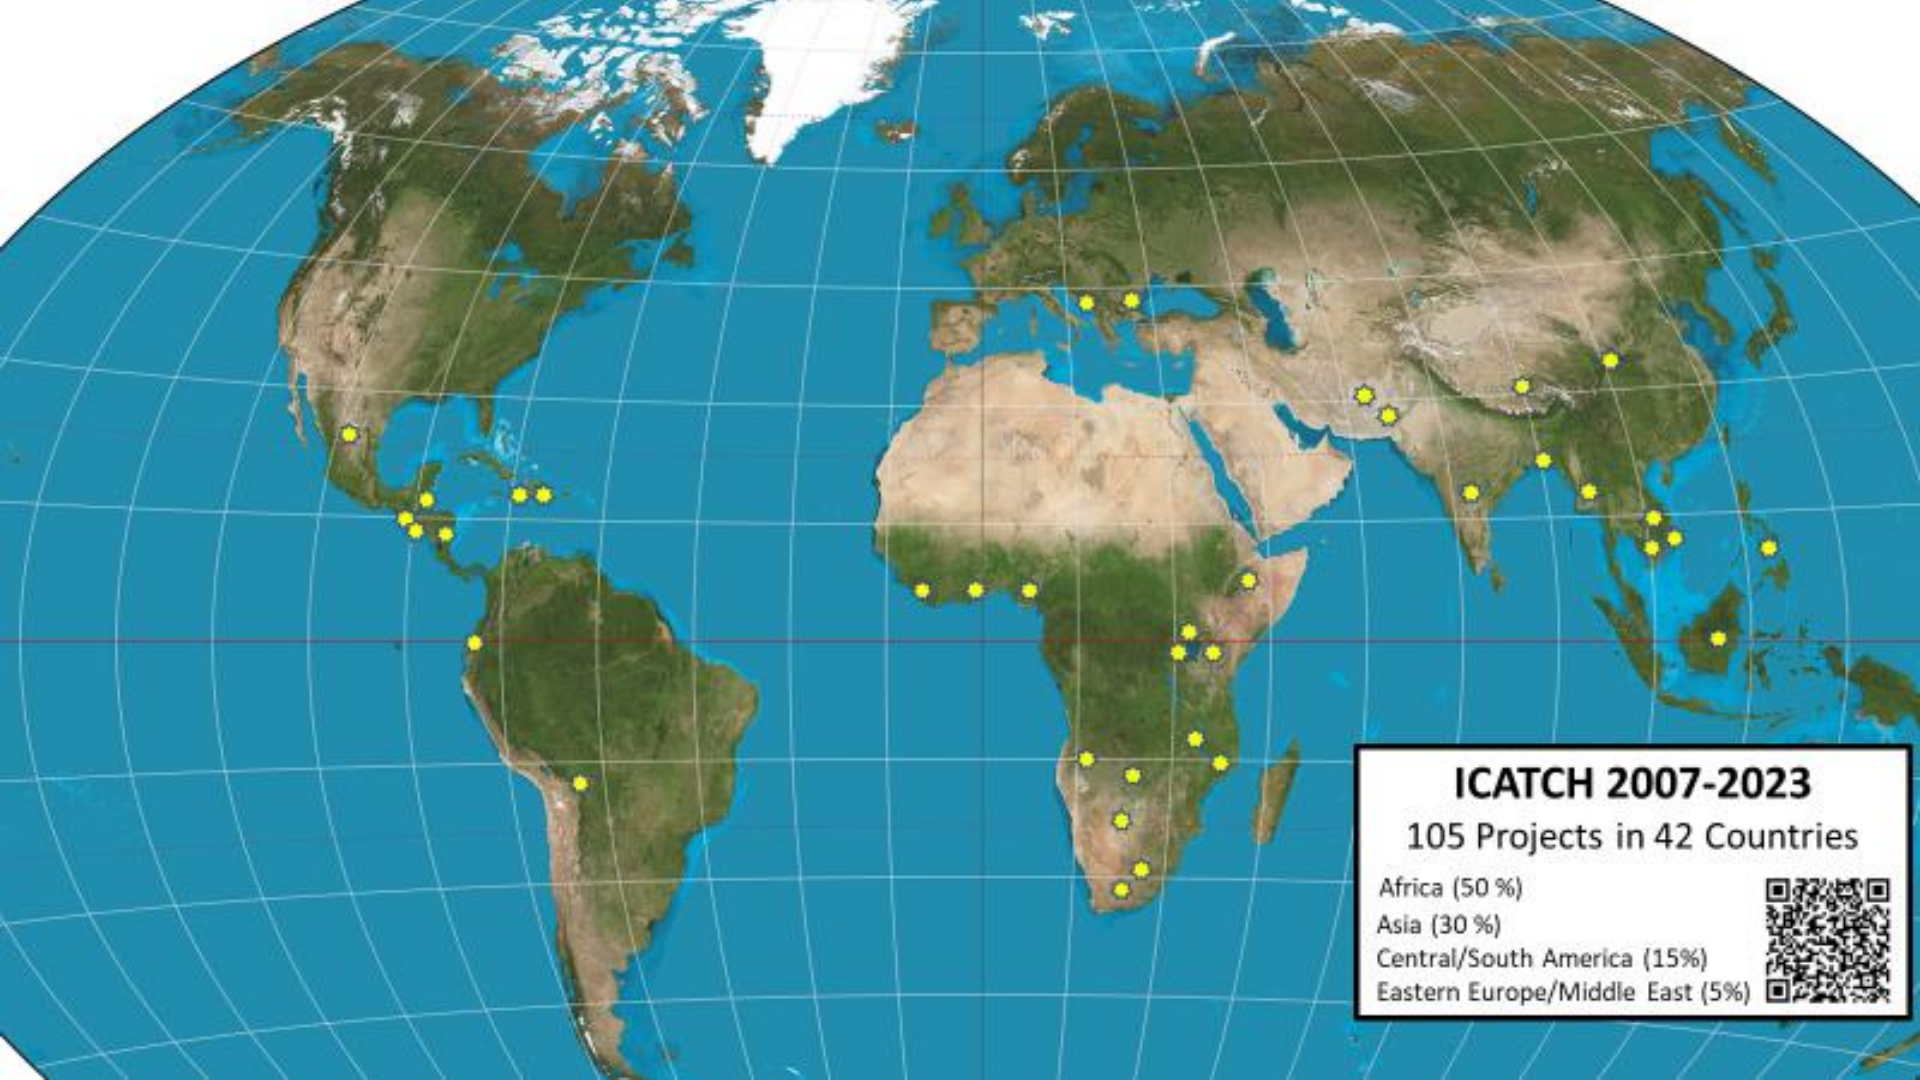 ICATCH 2007-2023
105 Projects in 42 Countries
Africa (50 %)
Asia (30 %)
Central/South America (15%)
Eastern Europe/Middle East (5%)